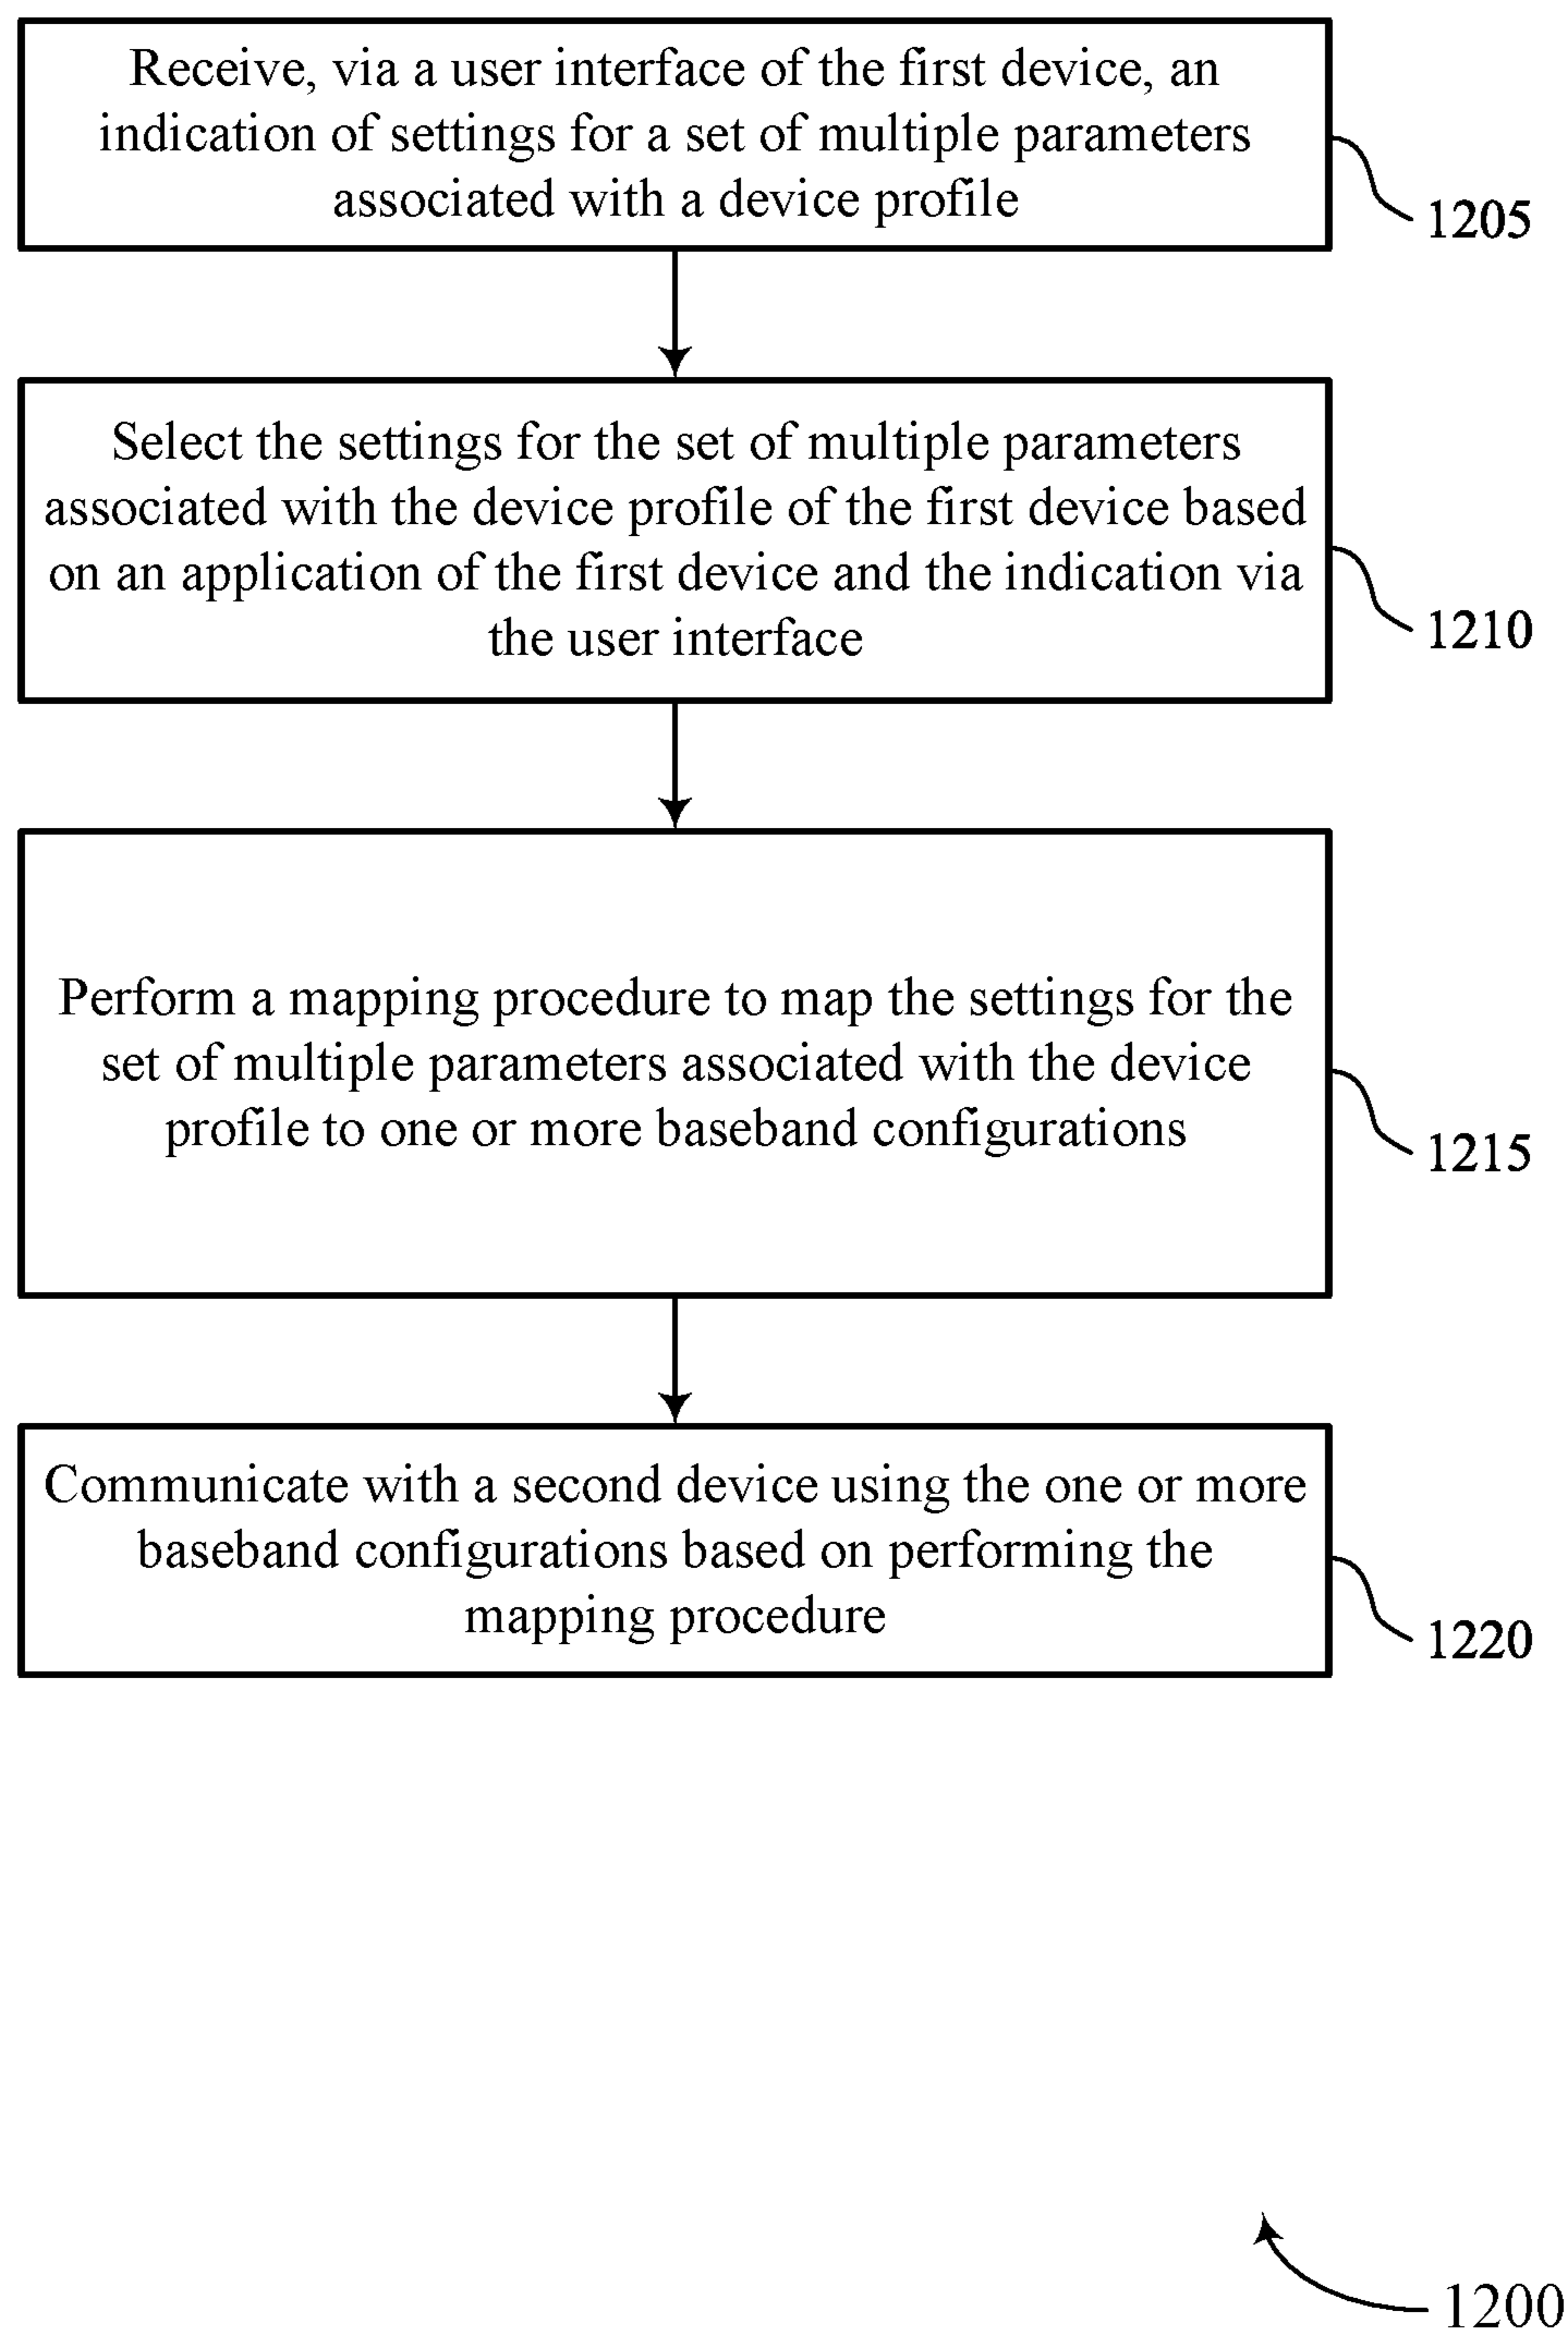 Receive, via a user interface of the first device, an
indication of settings for a set of multiple parameters
associated with a device profile
1205
Select the settings for the set of multiple parameters
associated with the device profile of the first device based
on an application of the first device and the indication via
the user interface
1210
Perform a mapping procedure to map the settings for the
set of multiple parameters associated with the device
profile to one or more baseband configurations
1215
Communicate with a second device using the one or more
baseband configurations based on performing the
mapping procedure
1220
1200